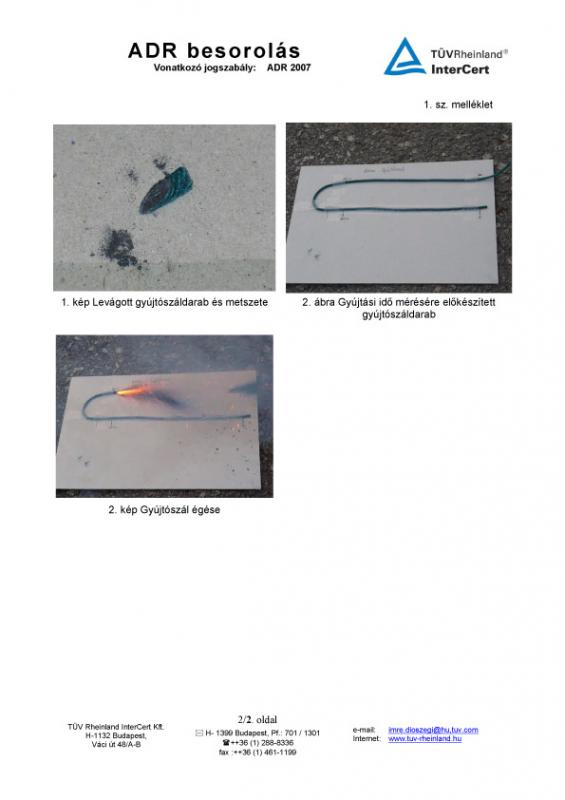 ADR besorolás
Vonatkozó jogszabály: ADR 2007
TÜVRheinland®
InterCert
1. sz. melléklet
1. kép Levágott gyújtószáldarab és metszete
2. ábra Gyújtási idő mérésére előkészített
gyújtószáldarab
2. kép Gyújtószál égése
2/2. oldal
TÜV Rheinland InterCert Kft.
H-1132 Budapest,
Váci út 48/A-B
H- 1399 Budapest, Pf.: 701 / 1301
☎++36 (1) 288-8336
fax :++36 (1) 461-1199
e-mail: imre.dioszegi@hu,tuv.com
Internet: www.tuv-rheinland.hu